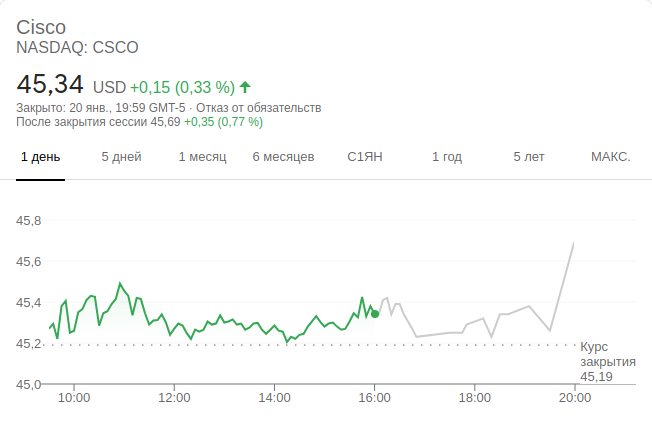 Cisco
NASDAQ: CSCO
45,34 USD +0,15 (0,33 %)
Закрыто: 20 янв., 19:59 GMT-5 · Отказ от обязательств
После закрытия сессии 45,69 +0,35 (0,77 %)
1 день 5 дней 1 месяц 6 месяцев С1ЯН 1 год 5 лет МАКС.
45,8
45,6
45,4
45,2
Курс
закрытия
45,19
45,0
10:00 12:00 14:00 16:00 18:00 20:00